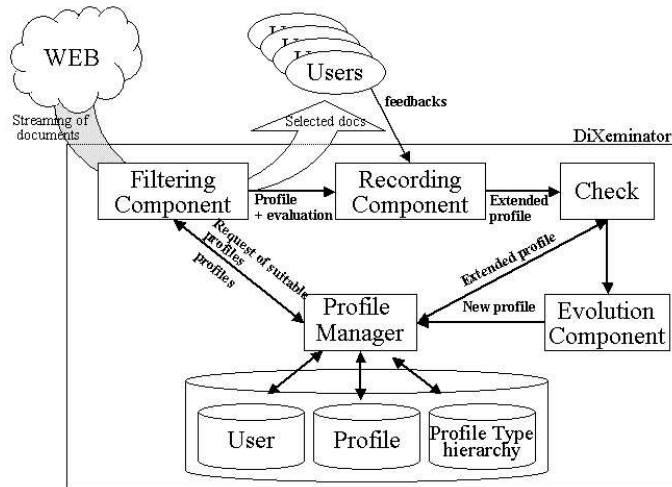 WEB
Users
Streaming of
documents
Selected docs
feedbacks
DiXeminator
Filtering
Component
Profile
+ evaluation
Recording
Component
Extended
profile
Check
Request of suitable
profiles
profiles
Extended profile
Profile
Manager
New profile
Evolution
Component
User
Profile
Profile Type
hierarchy